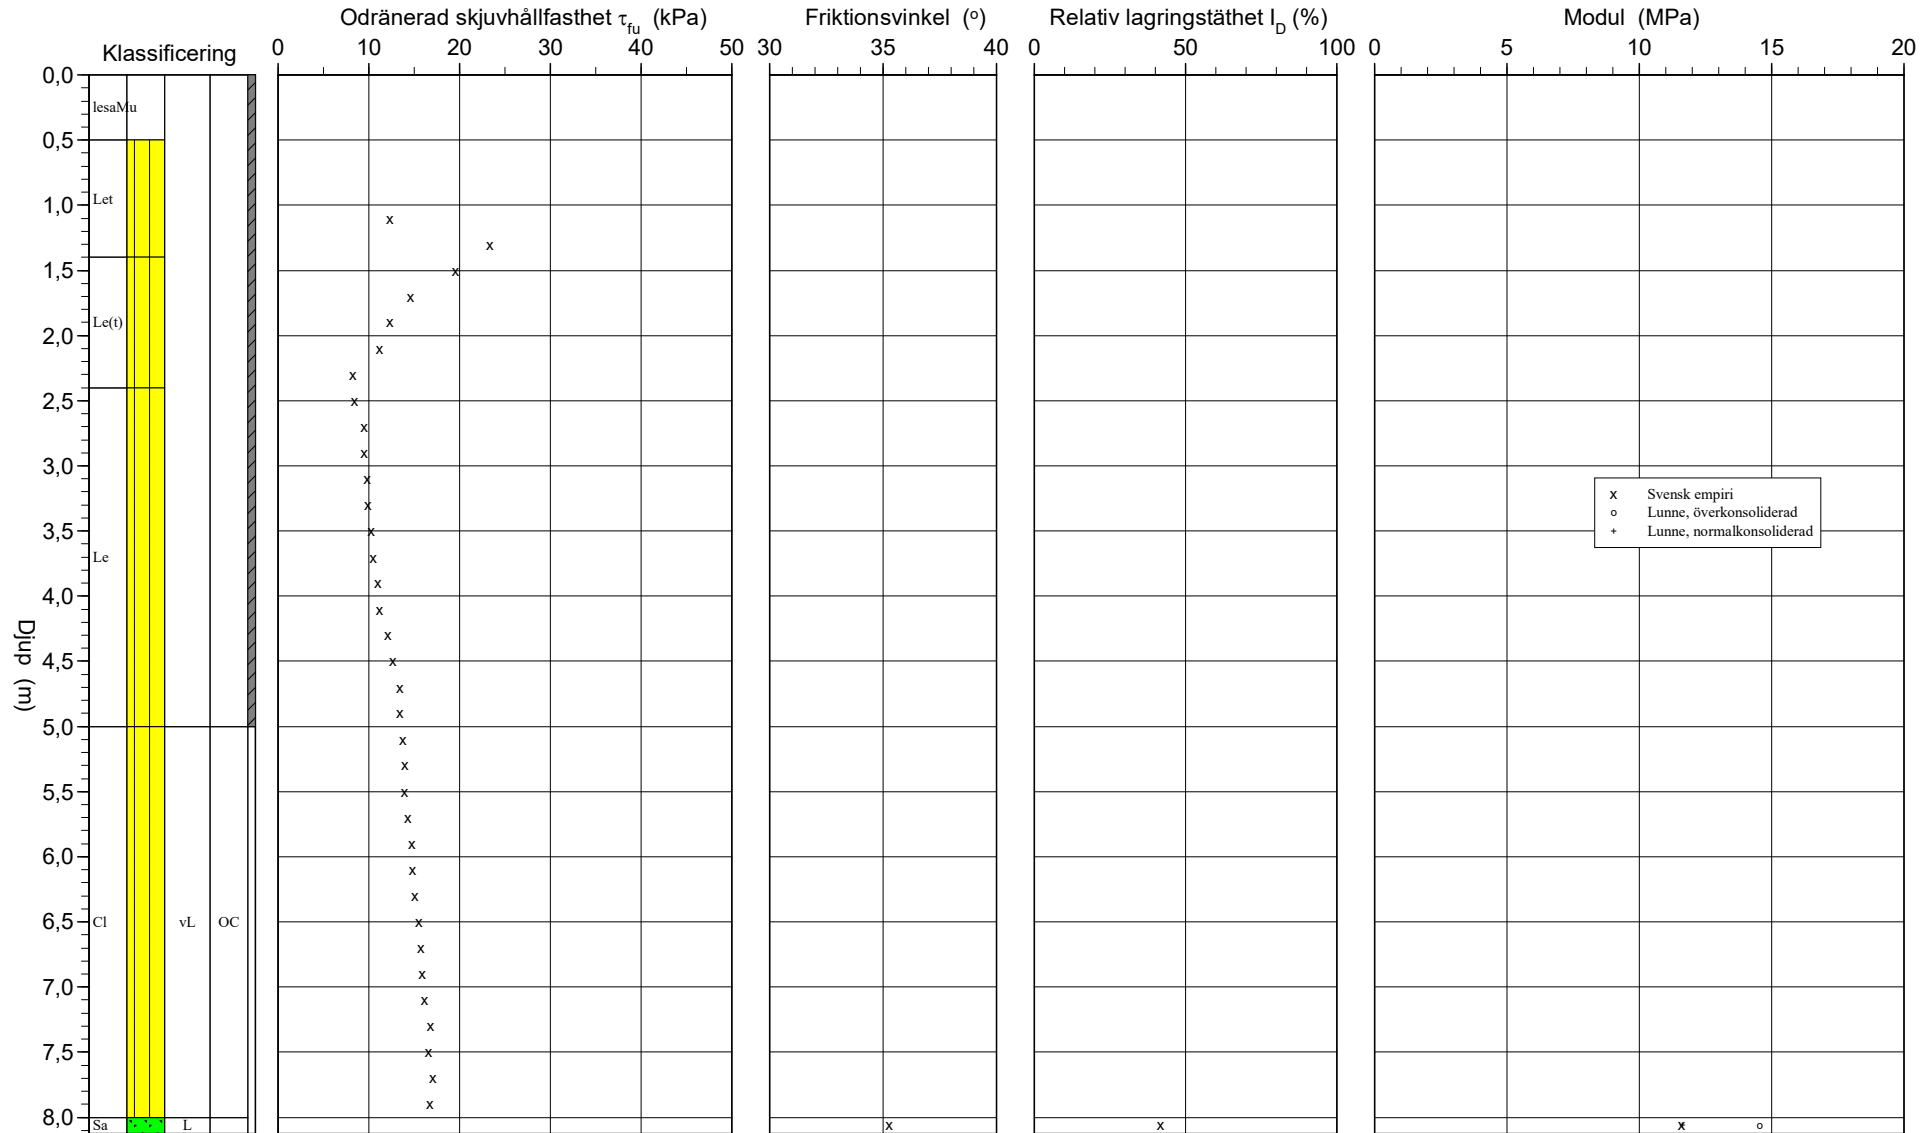 Odränerad skjuvhållfasthet τfu (kPa)
Friktionsvinkel (o)
Relativ lagringstäthet ID (%)
Modul (MPa)
Klassificering
0 10 20 30 40 50
30 35 40
0 50 100
0 5 10 15 20
0,0
lesaMu
0,5
Let
1,0
1,5
Le(t)
2,0
2,5
3,0
x Svensk empiri
o Lunne, överkonsoliderad
+ Lunne, normalkonsoliderad
3,5
Le
4,0
Djup (m)
4,5
5,0
5,5
6,0
6,5
Cl vL OC
7,0
7,5
8,0
Sa L